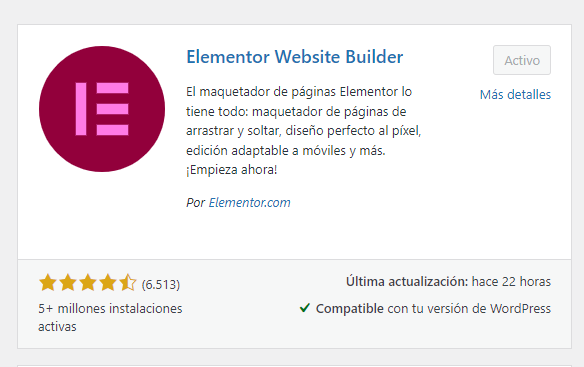 Elementor Website Builder
Activo
Más detalles
El maquetador de páginas Elementor lo
tiene todo: maquetador de páginas de
arrastrar y soltar, diseño perfecto al píxel,
edición adaptable a móviles y más.
¡Empieza ahora!
Por Elementor.com
(6.513)
5+ millones instalaciones
activas
Última actualización: hace 22 horas
Compatible con tu versión de WordPress